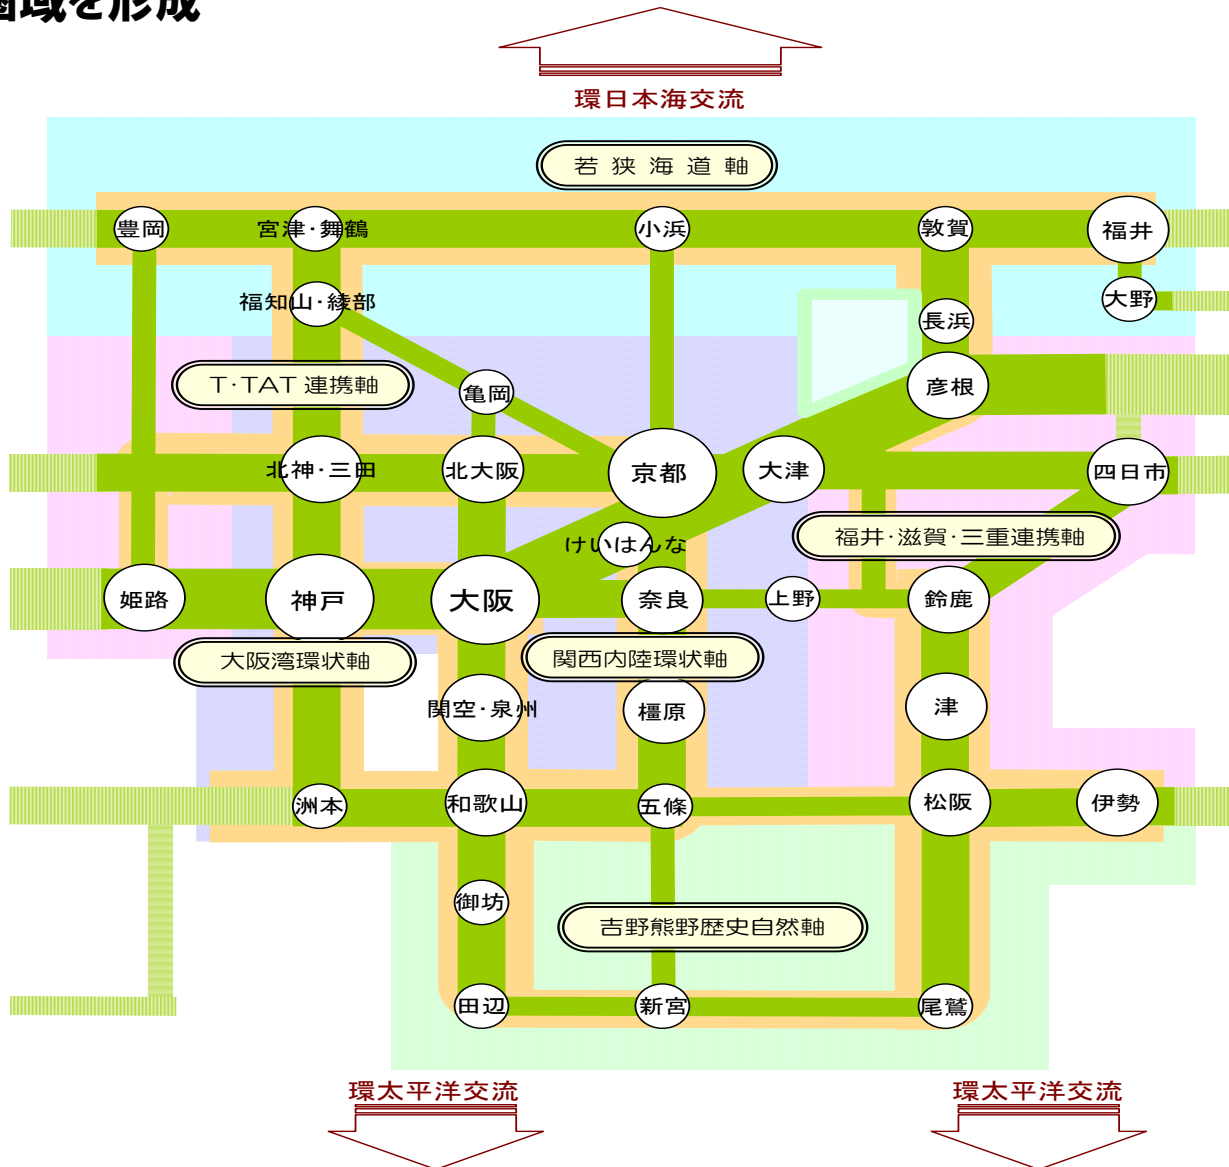 圏域を形成
環日本海交流
若狭海道軸
豊岡
宮津・舞鶴
小浜
敦賀
福井
福知山・綾部
大野
長浜
T・TAT 連携軸
亀岡
彦根
北神・三田
北大阪
京都
大津
四日市
けいはんな
福井・滋賀・三重連携軸
姫路
神戸
大阪
奈良
上野
鈴鹿
大阪湾環状軸
関西内陸環状軸
関空・泉州
橿原
津
洲本
和歌山
五條
松阪
伊勢
御坊
吉野熊野歴史自然軸
田辺
新宮
尾鷲
環太平洋交流
環太平洋交流